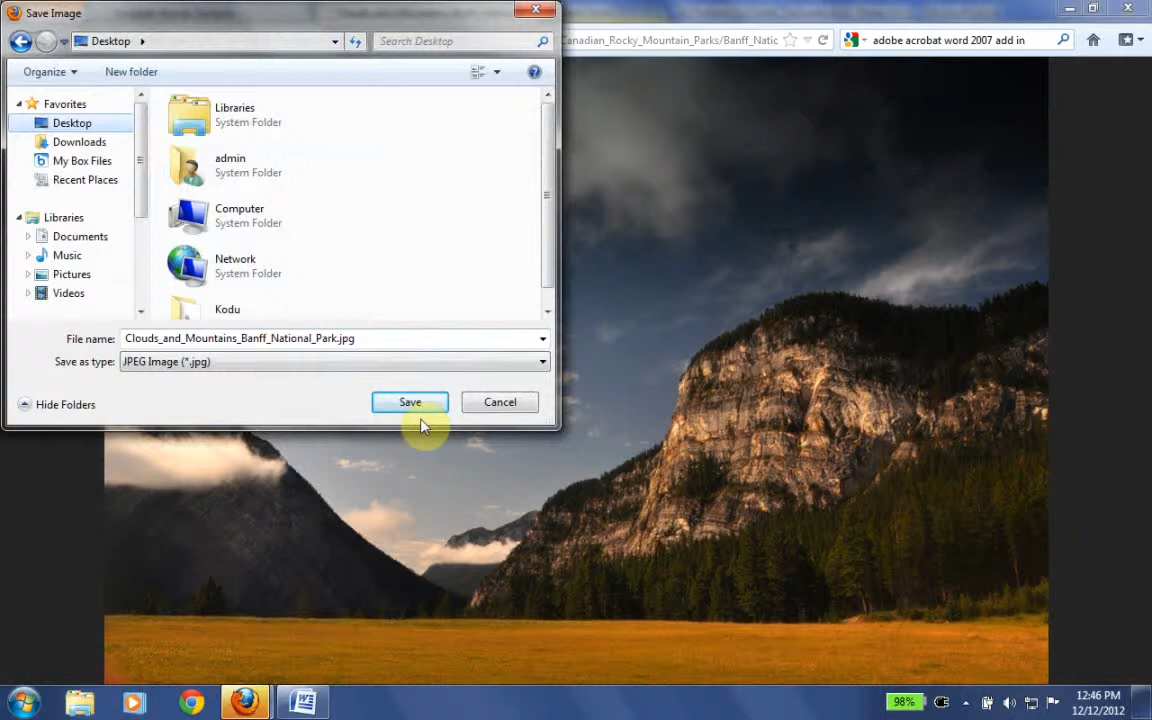 Save Image
Desktop
Search Desktop
Canadian_Rocky_Mountain_Parks/Banff_Natic
adobe acrobat word 2007 add in
Organize
New folder
Favorites
Desktop
Downloads
My Box Files
Recent Places
Libraries
Documents
Music
Pictures
Videos
Libraries
System Folder
admin
System Folder
Computer
System Folder
Network
System Folder
Kodu
File name: Clouds_and_Mountains_Banff_National_Park.jpg
Save as type: JPEG Image (*.jpg)
Hide Folders
Save
Cancel
98%
12:46 PM
12/12/2012